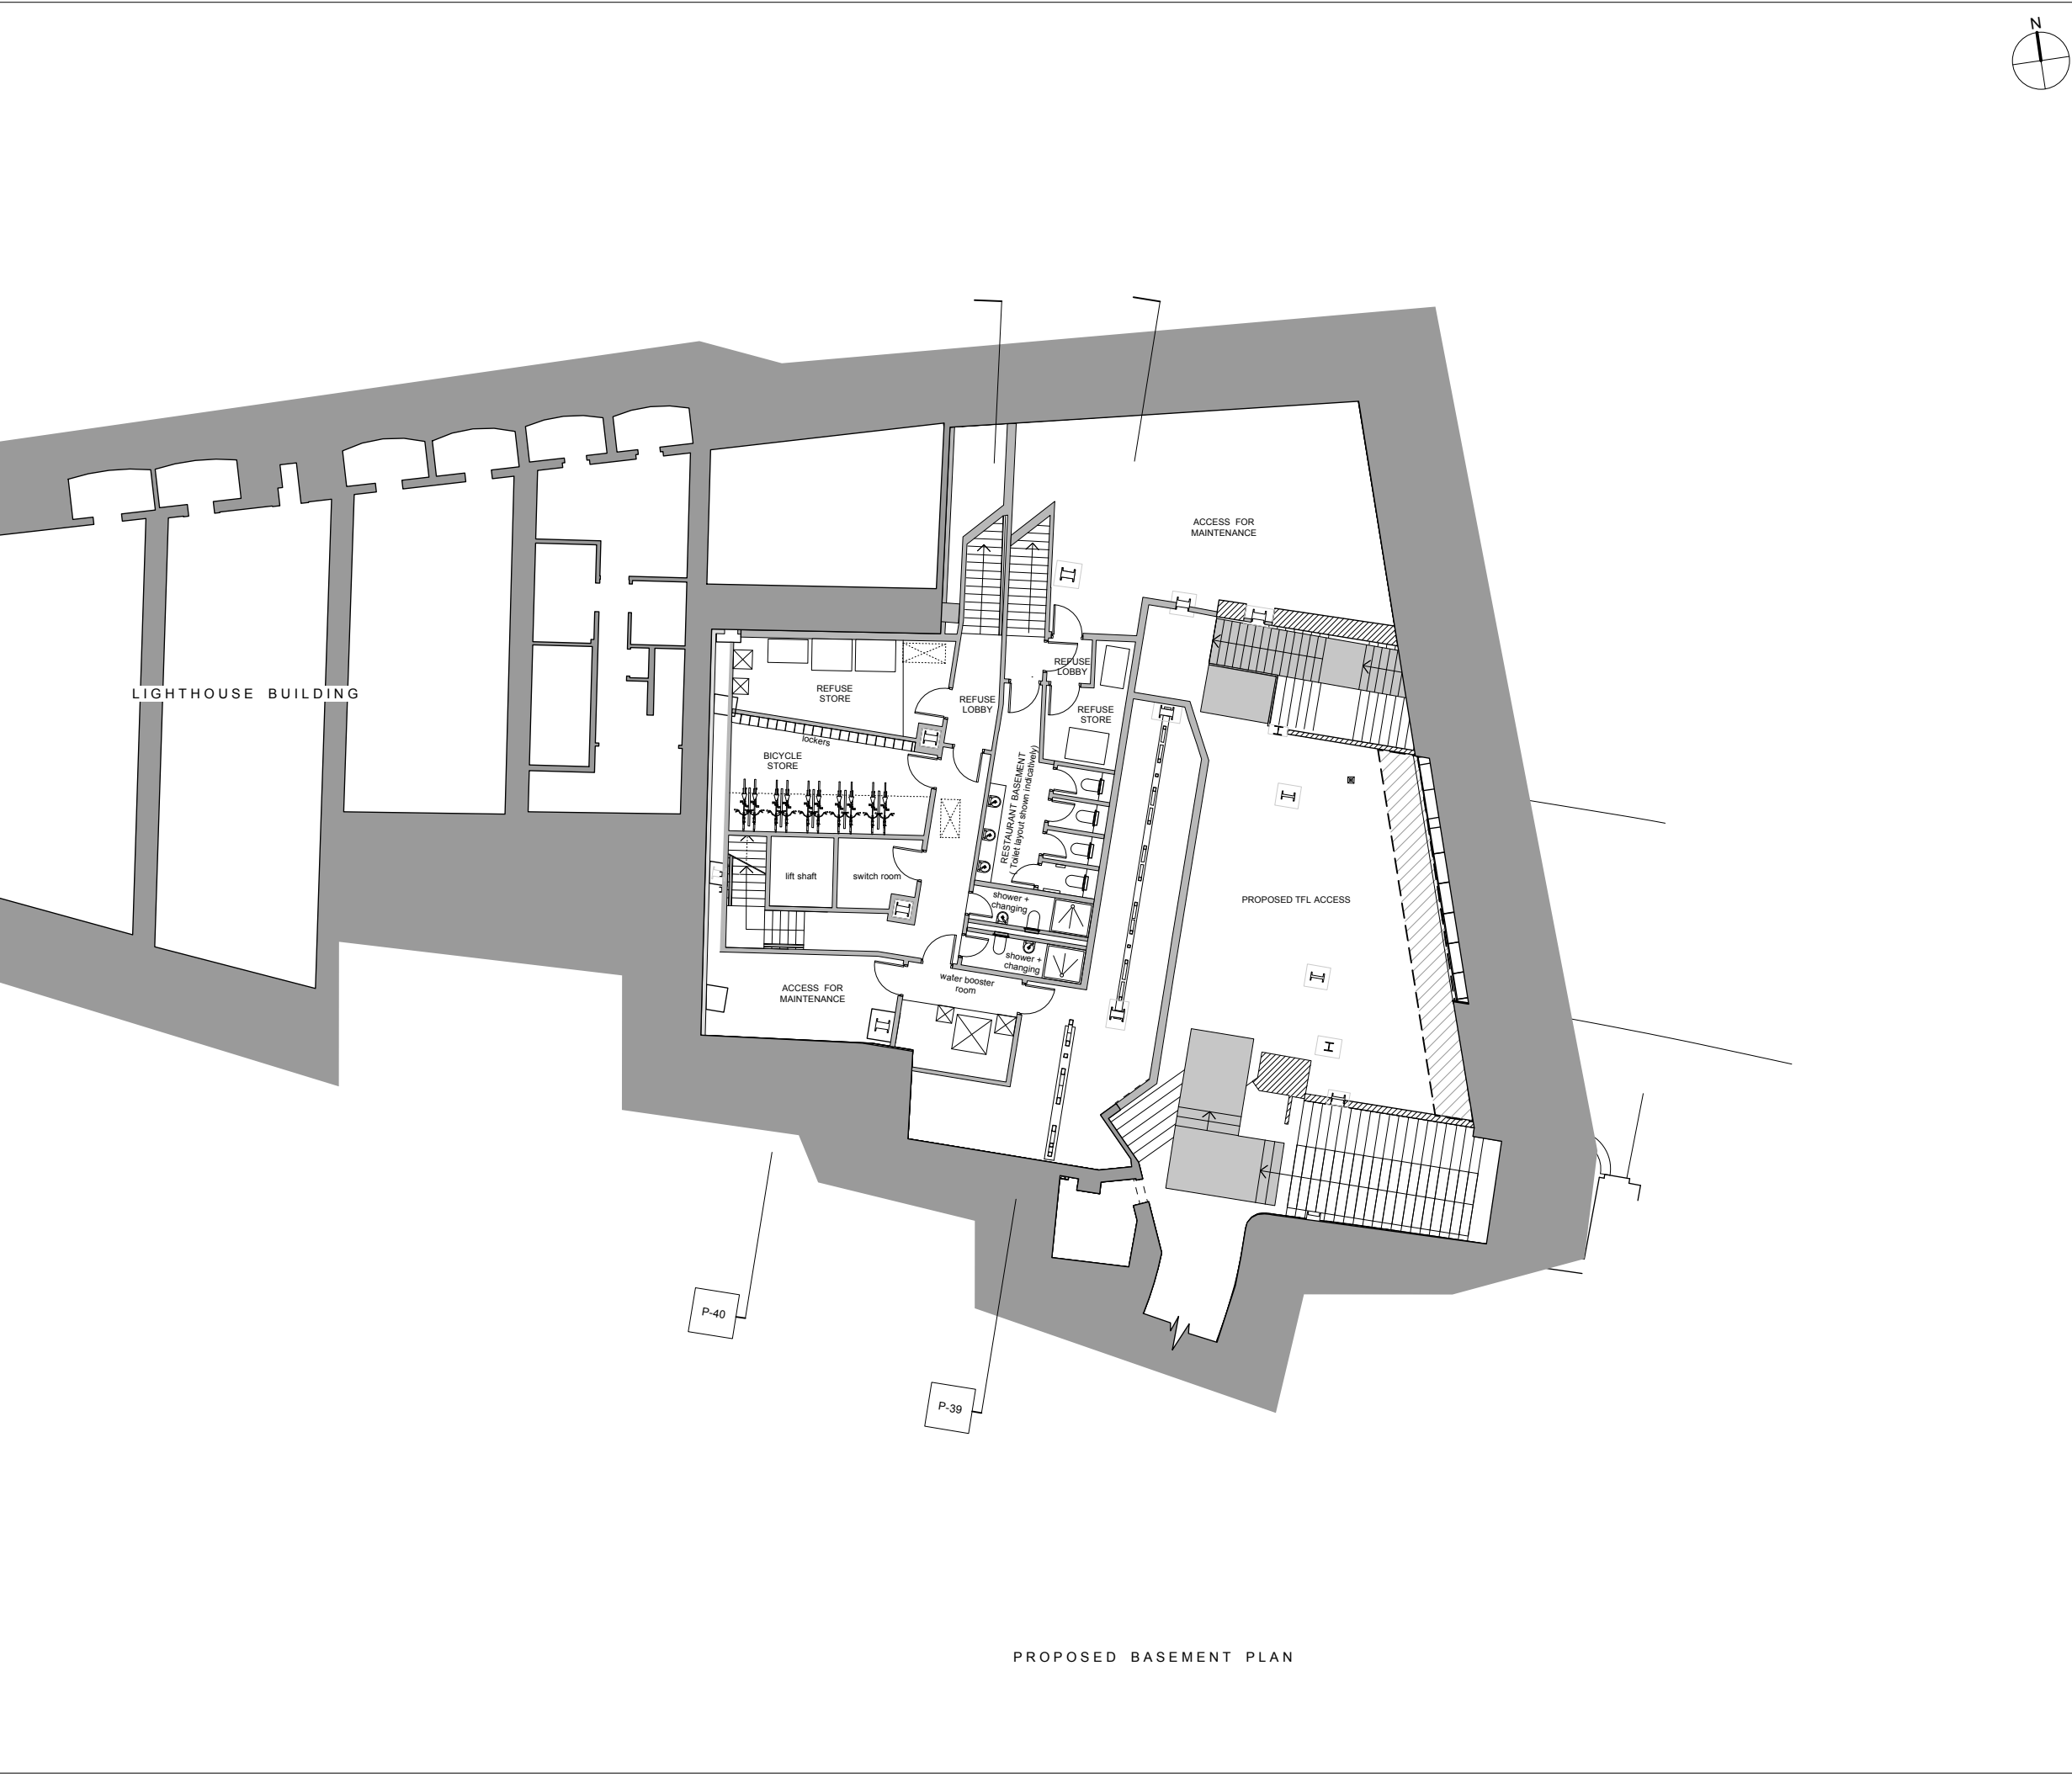 N
ACCESS FOR
MAINTENANCE
LIGHTHOUSE BUILDING
REFUSE
STORE
REFUSE
LOBBY
REFUSE
LOBBY
REFUSE
STORE
lockers
BICYCLE
STORE
RESTAURANT BASEMENT
(Toilet layout shown indicatively)
lift shaft
switch room
shower +
changing
PROPOSED TFL ACCESS
shower +
changing
water booster
room
ACCESS FOR
MAINTENANCE
P-40
P-39
PROPOSED BASEMENT PLAN